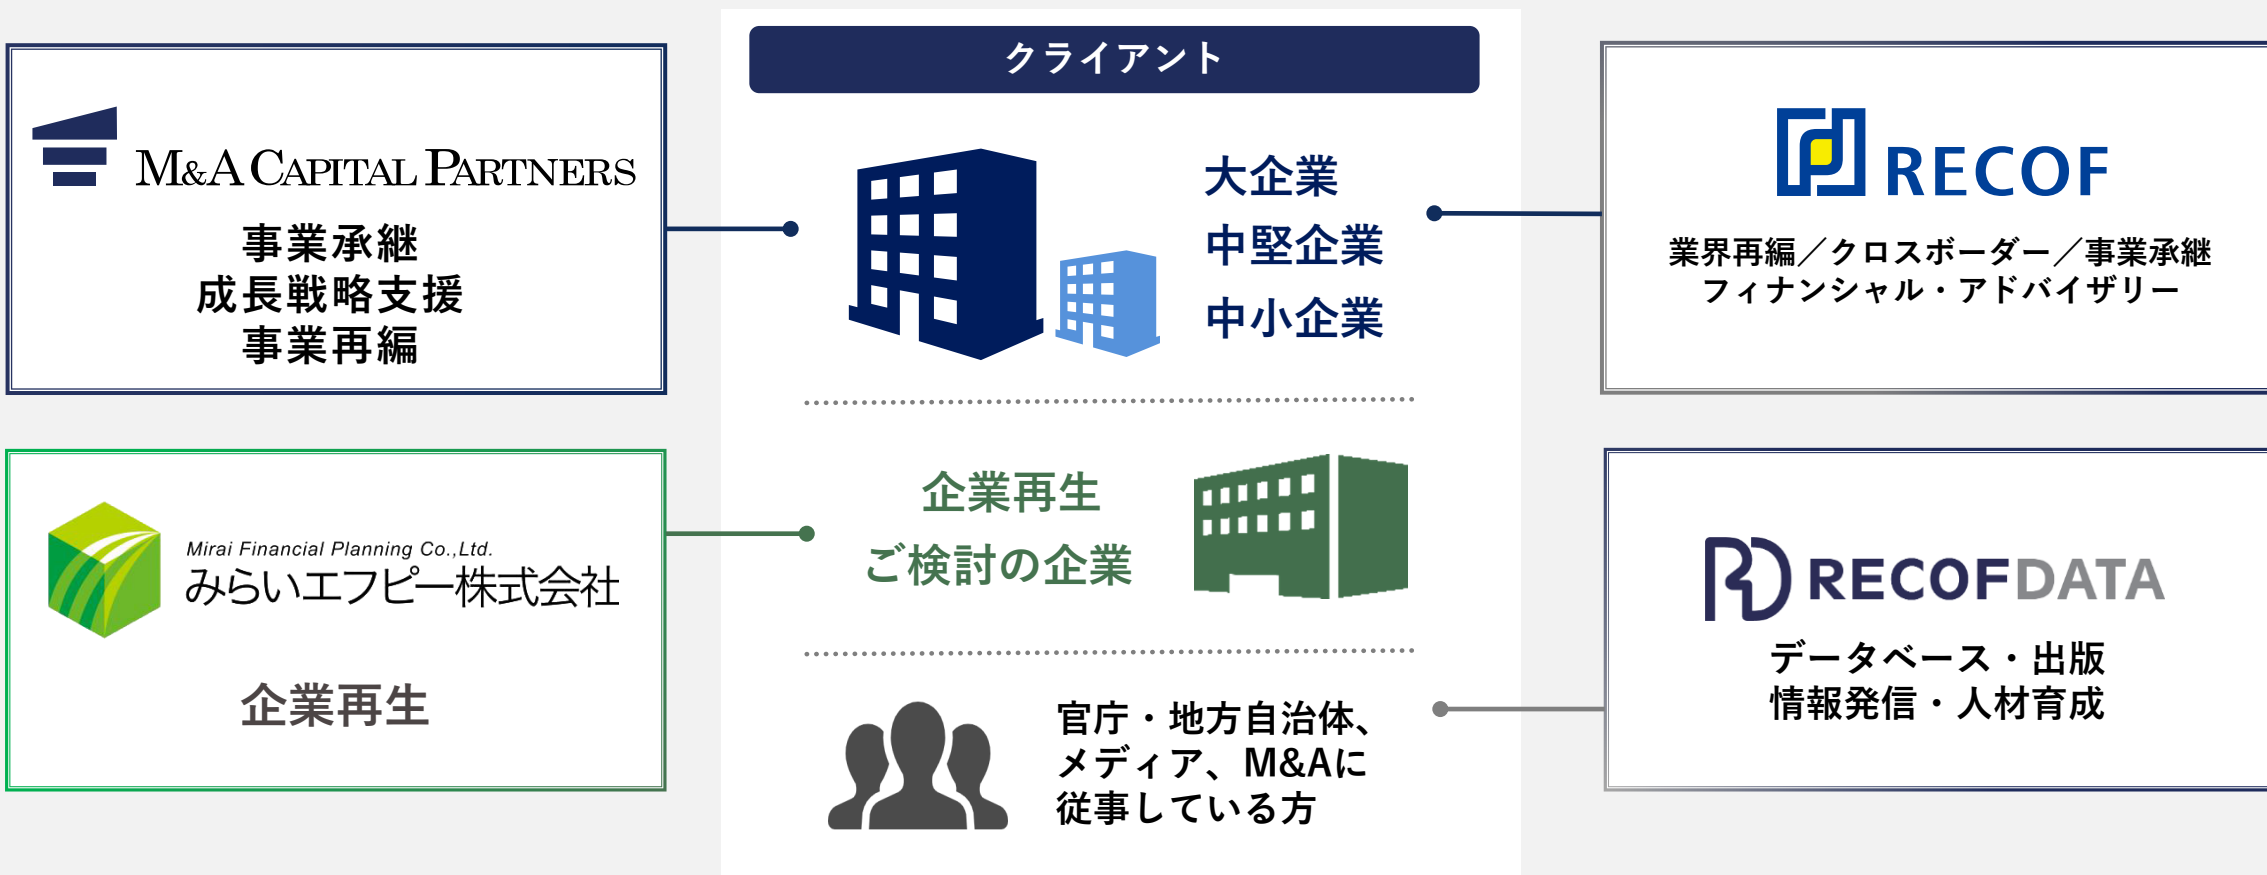 M&A CAPITAL PARTNERS
事業承継
成長戦略支援
事業再編
Mirai Financial Planning Co.,Ltd.
みらいエフピー株式会社
企業再生
クライアント
大企業
中堅企業
中小企業
企業再生
ご検討の企業
官庁・地方自治体、
メディア、M&Aに
従事している方
RECOF
業界再編／クロスボーダー／事業承継
フィナンシャル・アドバイザリー
RECOFDATA
データベース・出版
情報発信・人材育成